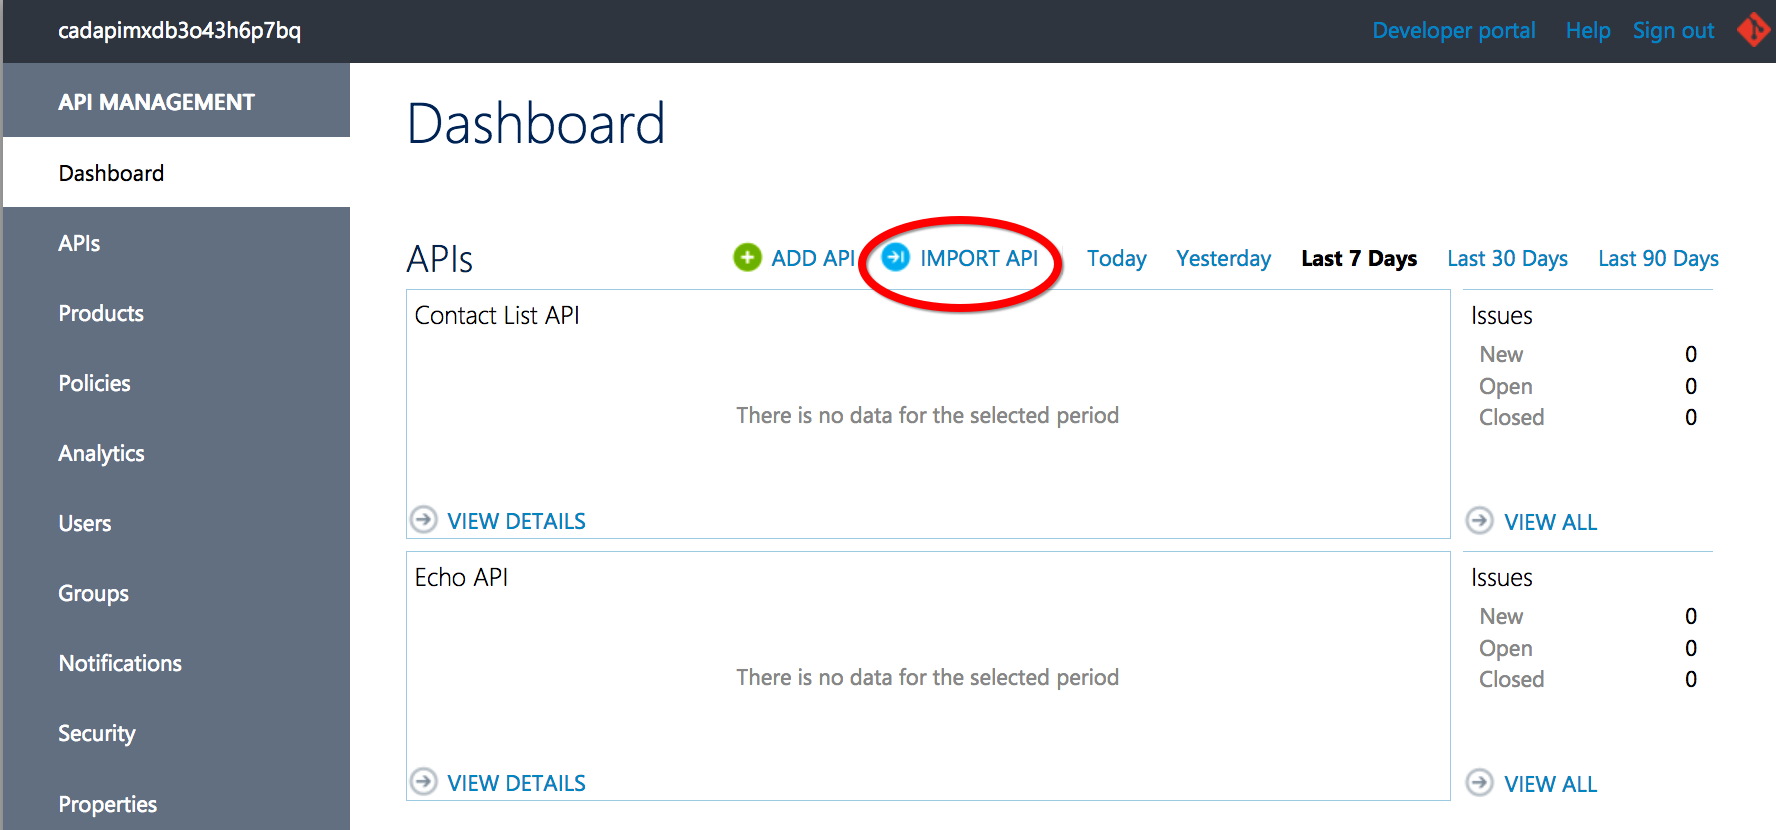 cadapimxdb3o43h6p7bq
Developer portal Help Sign out
API MANAGEMENT
Dashboard
APIs
Products
Policies
Analytics
Users
Groups
Notifications
Security
Properties
Dashboard
APIs ADD API IMPORT API Today Yesterday Last 7 Days Last 30 Days Last 90 Days
Contact List API
There is no data for the selected period
VIEW DETAILS
Issues
New 0
Open 0
Closed 0
VIEW ALL
Echo API
There is no data for the selected period
VIEW DETAILS
Issues
New 0
Open 0
Closed 0
VIEW ALL